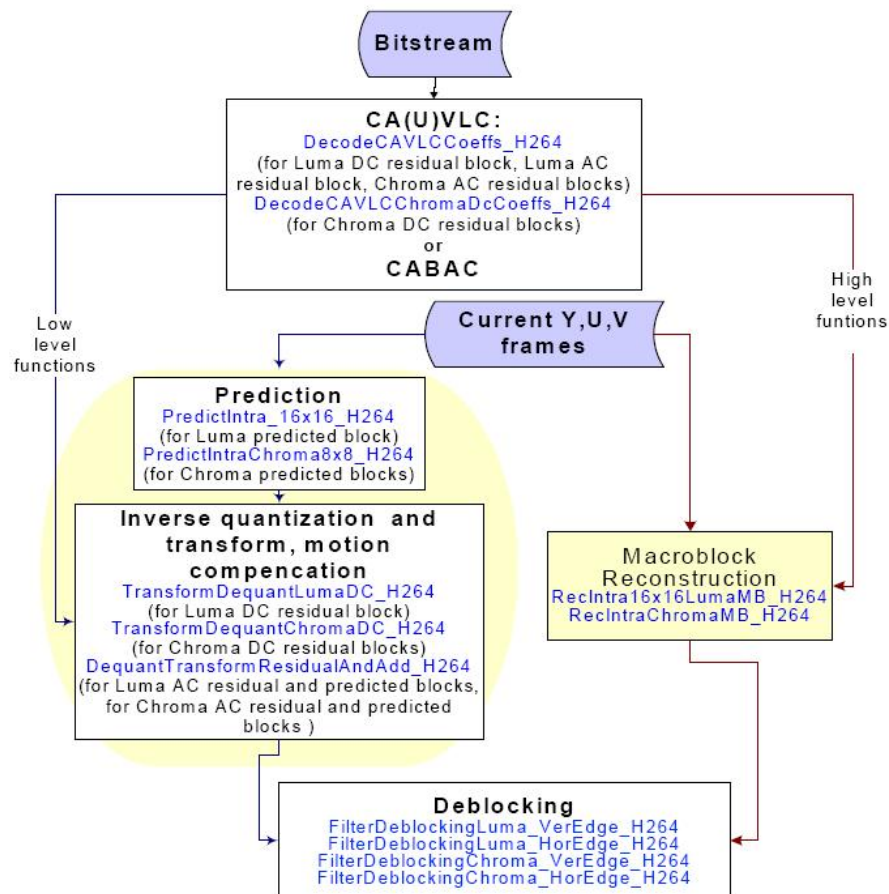 Bitstream
CA(U)VLC:
DecodeCAVLCCoeffs_H264
(for Luma DC residual block, Luma AC
residual block, Chroma AC residual blocks)
DecodeCAVLCChromaDcCoeffs_H264
(for Chroma DC residual blocks)
or
CABAC
Low
level
functions
High
level
funtions
Current Y,U,V
frames
Prediction
PredictIntra_16x16_H264
(for Luma predicted block)
PredictIntraChroma8x8_H264
(for Chroma predicted blocks)
Inverse quantization and
transform, motion
compencation
TransformDequantLumaDC_H264
(for Luma DC residual block)
TransformDequantChromaDC_H264
(for Chroma DC residual blocks)
DequantTransformResidualAndAdd_H264
(for Luma AC residual and predicted blocks,
for Chroma AC residual and predicted
blocks )
Macroblock
Reconstruction
RecIntra16x16LumaMB_H264
RecIntraChromaMB_H264
Deblocking
FilterDeblockingLuma_VerEdge_H264
FilterDeblockingLuma_HorEdge_H264
FilterDeblockingChroma_VerEdge_H264
FilterDeblockingChroma_HorEdge_H264